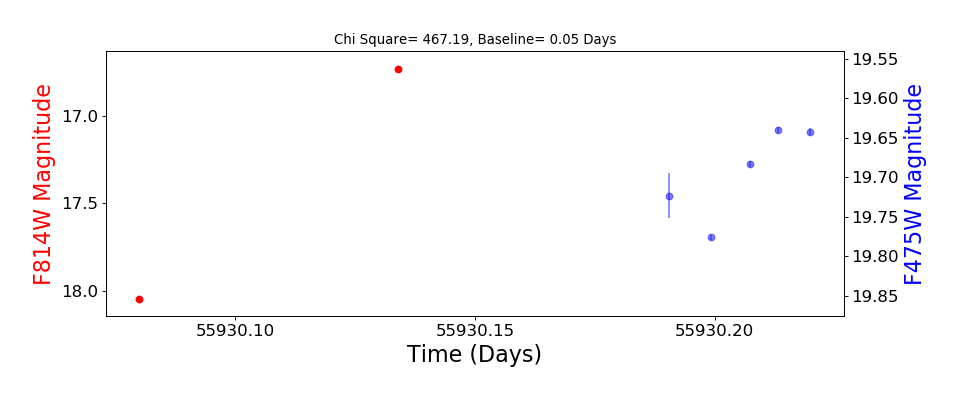 Chi Square= 467.19, Baseline= 0.05 Days
F814W Magnitude
17.0
17.5
18.0
19.55
19.60
19.65
19.70
19.75
19.80
19.85
F475W Magnitude
55930.10 55930.15 55930.20
Time (Days)